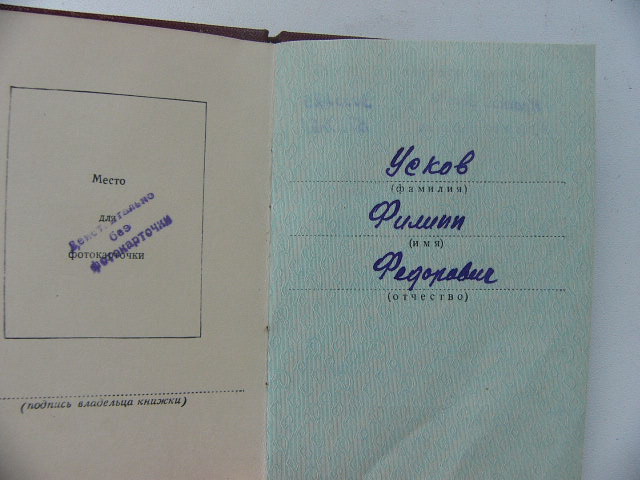 Место
для
фотокарточки
Действительно
без
фотокарточки
(подпись владельца книжки)
Усков
(фамилия)
Филипп
(имя)
Федорович
(отчество)